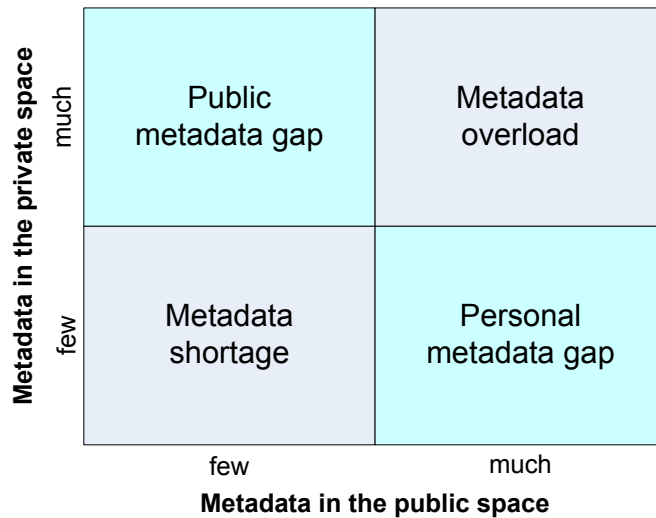 Metadata in the private space
much
few
Public
metadata gap
Metadata
overload
Metadata
shortage
Personal
metadata gap
few
much
Metadata in the public space